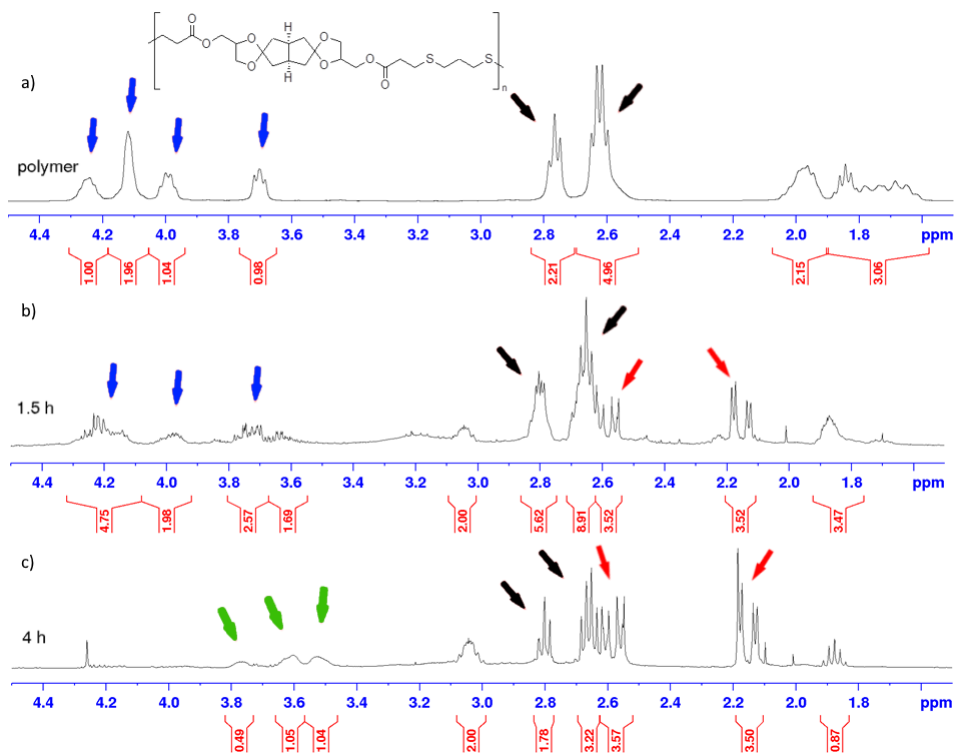 O
O
O
O
O
O
O
O
S
S
H
H
n
a)
polymer
4.4 4.2 4.0 3.8 3.6 3.4 3.2 3.0 2.8 2.6 2.4 2.2 2.0 1.8 ppm
1.00 1.96 1.04 0.98 2.21 4.96 2.15 3.06
b)
1.5 h
4.4 4.2 4.0 3.8 3.6 3.4 3.2 3.0 2.8 2.6 2.4 2.2 2.0 1.8 ppm
4.75 1.98 2.57 1.69 2.00 5.62 8.91 3.52 3.52 3.47
c)
4 h
4.4 4.2 4.0 3.8 3.6 3.4 3.2 3.0 2.8 2.6 2.4 2.2 2.0 1.8 ppm
0.49 1.05 1.04 2.00 1.78 3.22 3.57 3.50 0.87